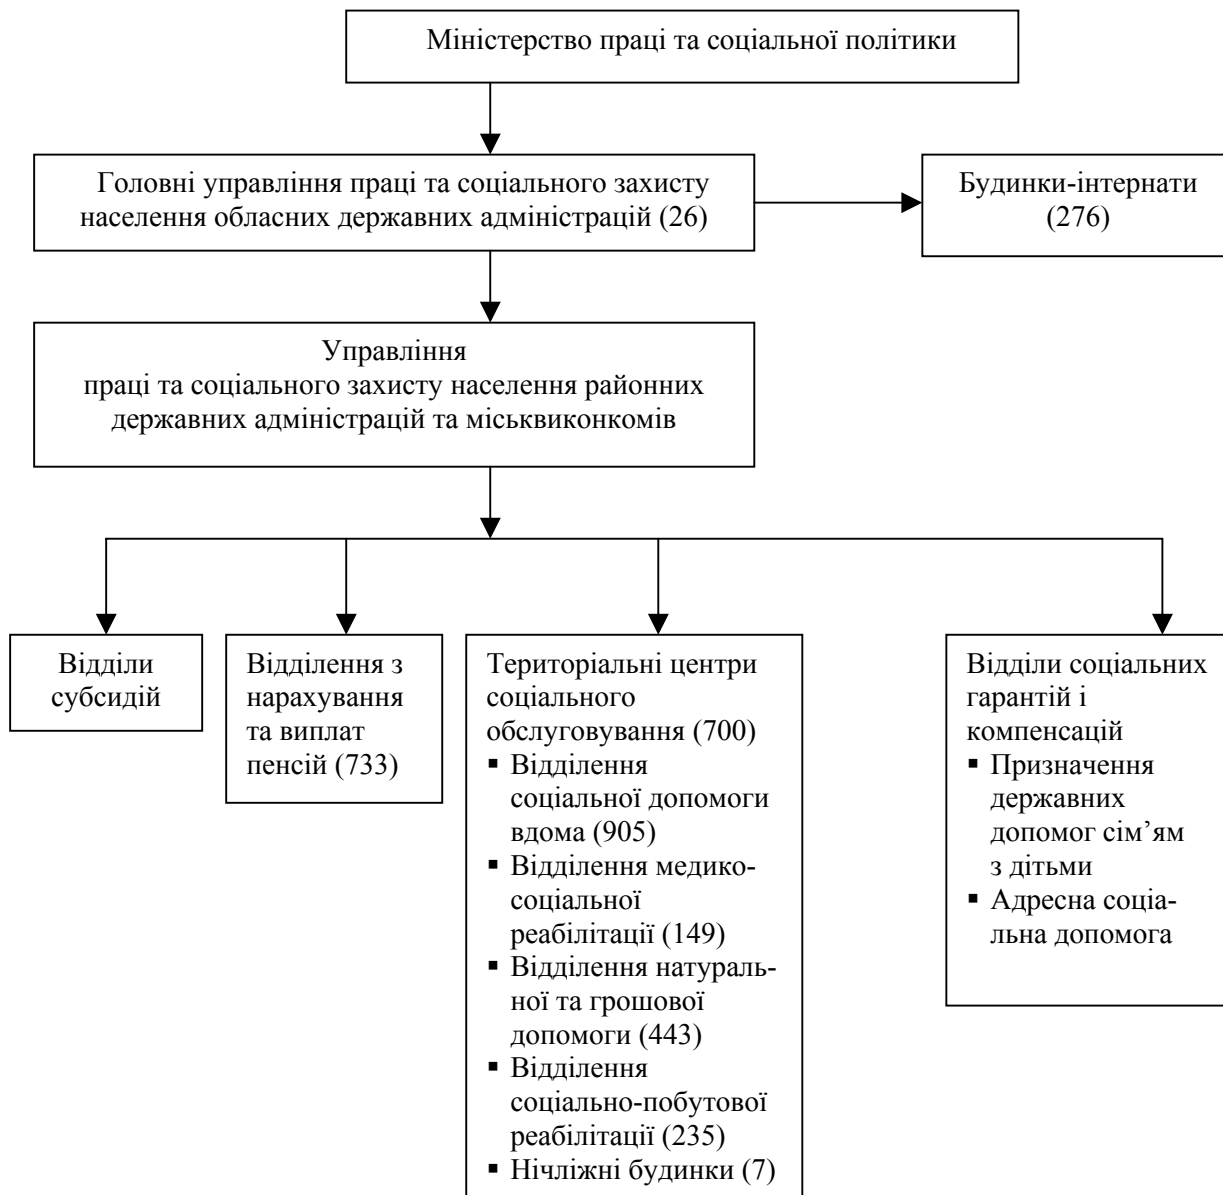 Міністерство праці та соціальної політики
Головні управління праці та соціального захисту
населення обласних державних адміністрацій (26)
Будинки-інтернати
(276)
Управління
праці та соціального захисту населення районних
державних адміністрацій та міськвиконкомів
Відділи
субсидій
Відділення з
нарахування
та виплат
пенсій (733)
Територіальні центри
соціального
обслуговування (700)
▪ Відділення
соціальної допомоги
вдома (905)
▪ Відділення медико-
соціальної
реабілітації (149)
▪ Відділення натураль-
ної та грошової
допомоги (443)
▪ Відділення
соціально-побутової
реабілітації (235)
▪ Нічліжні будинки (7)
Відділи соціальних
гарантій і
компенсацій
▪ Призначення
державних
допомог сім’ям
з дітьми
▪ Адресна соціа-
льна допомога